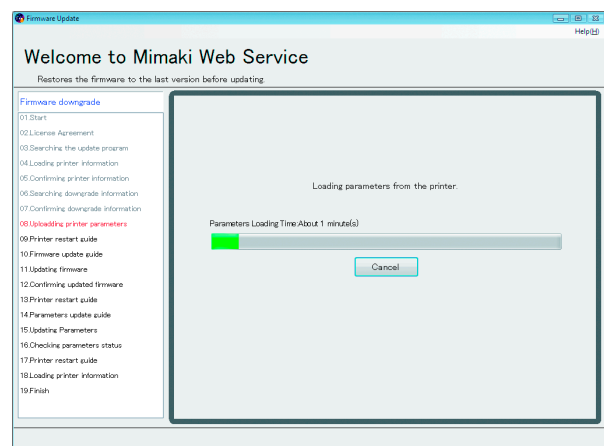 Firmware Update
Help(H)
Welcome to Mimaki Web Service
Restores the firmware to the last version before updating.
Firmware downgrade
01.Start
02.License Agreement
03.Searching the update program
04.Loading printer information
05.Confirming printer information
06.Searching downgrade information
07.Confirming downgrade information
08.Uploadding printer parameters
09.Printer restart guide
10.Firmware update guide
11.Updating firmware
12.Confirming updated firmware
13.Printer restart guide
14.Parameters update guide
15.Updating Parameters
16.Checking parameters status
17.Printer restart guide
18.Loading printer information
19.Finish
Loading parameters from the printer.
Parameters Loading Time:About 1 minute(s)
Cancel